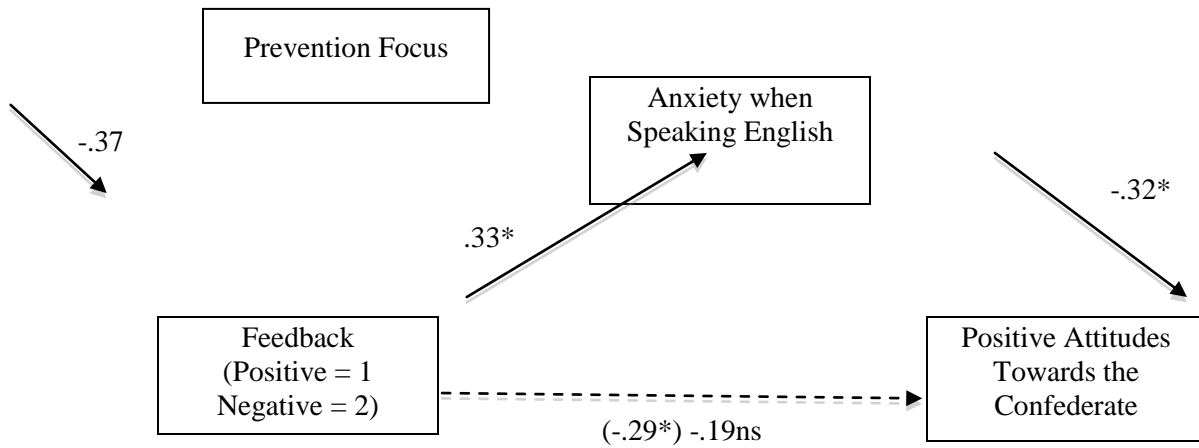 Prevention Focus
Anxiety when
Speaking English
-.37
-.32*
.33*
Feedback
(Positive = 1
Negative = 2)
Positive Attitudes
Towards the
Confederate
(-.29*) -.19ns